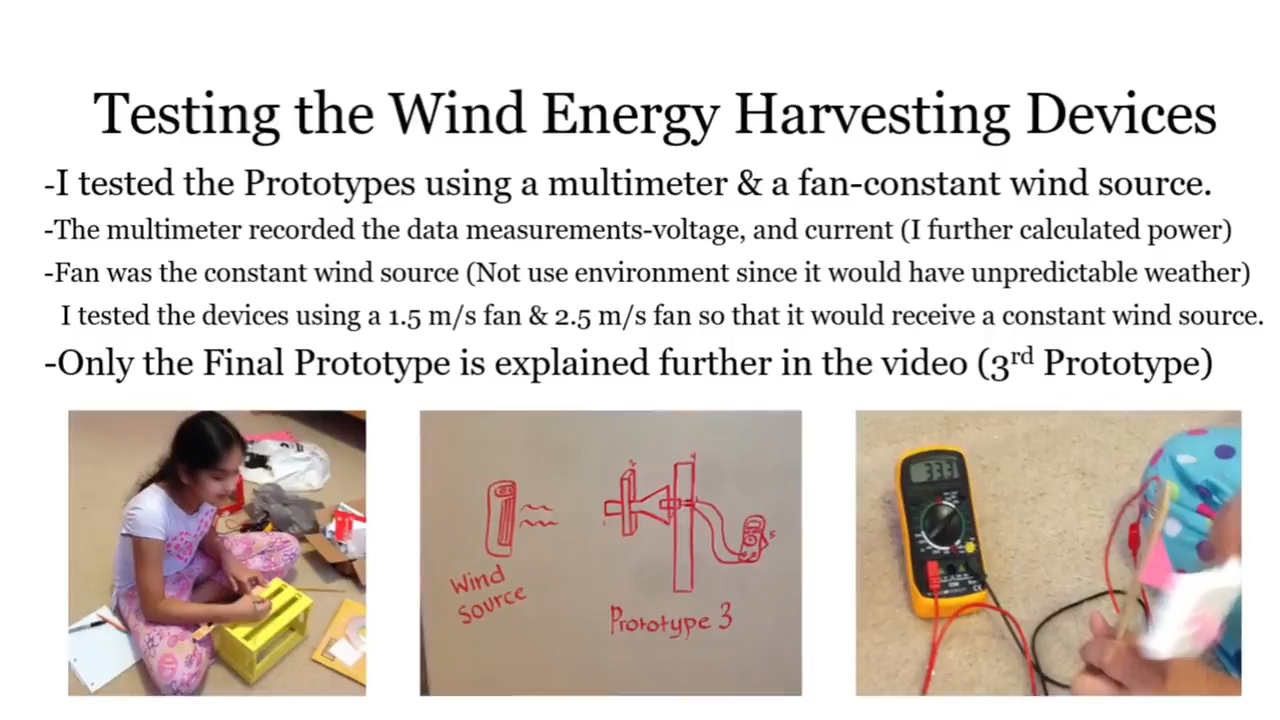 Testing the Wind Energy Harvesting Devices
-I tested the Prototypes using a multimeter & a fan-constant wind source.
-The multimeter recorded the data measurements-voltage, and current (I further calculated power)
-Fan was the constant wind source (Not use environment since it would have unpredictable weather)
I tested the devices using a 1.5 m/s fan & 2.5 m/s fan so that it would receive a constant wind source.
-Only the Final Prototype is explained further in the video (3rd Prototype)
Wind
Source
Prototype 3
333